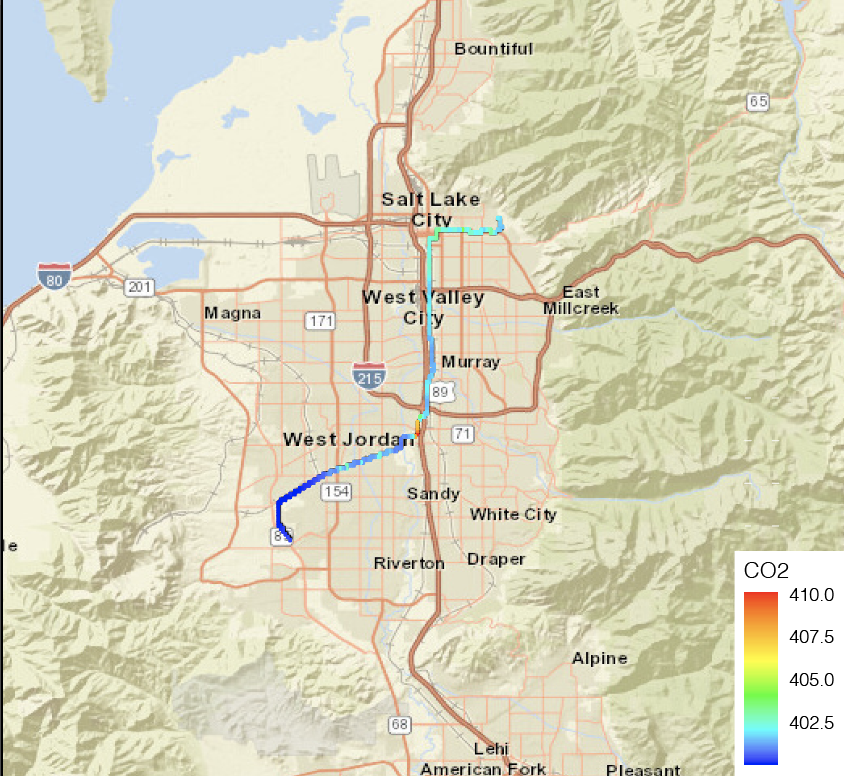 Bountiful
65
Salt Lake
City
80
201
East
Millcreek
West Valley
City
Magna
171
Murray
215
89
West Jordan
71
154
Sandy
White City
le
Riverton
Draper
CO2
410.0
407.5
405.0
402.5
Alpine
68
Lehi
American Fork
Pleasant